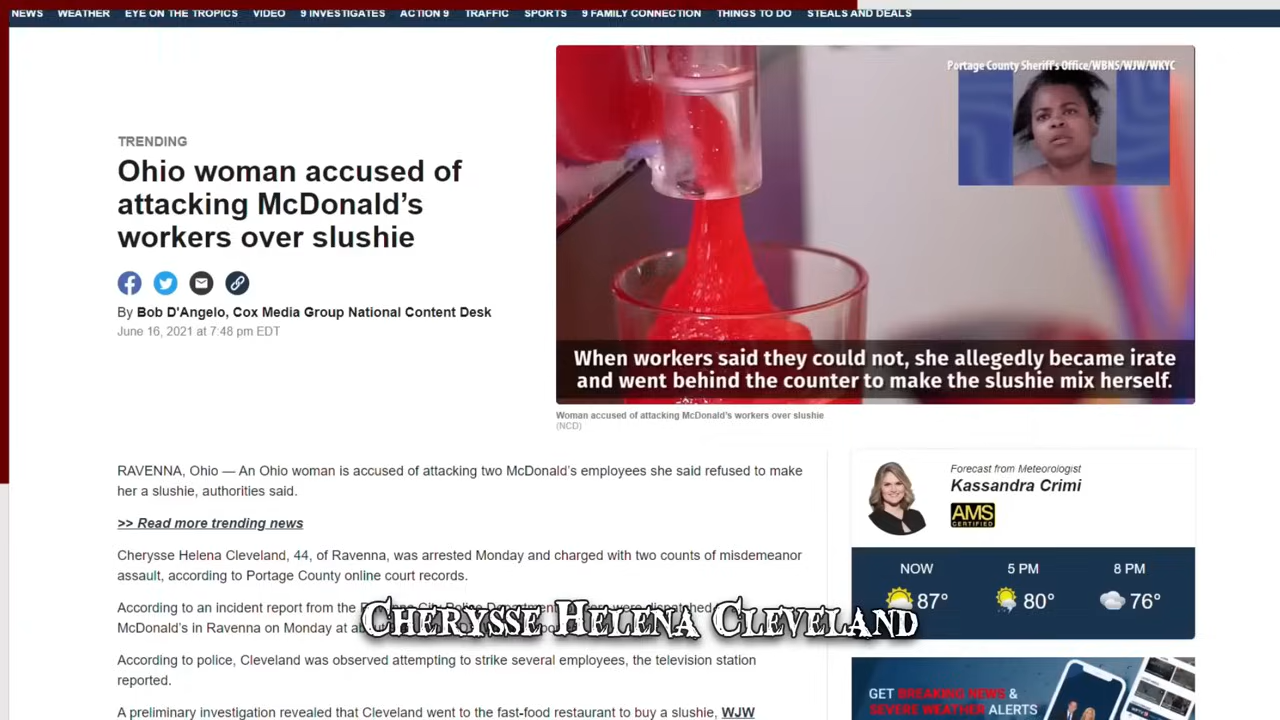 NEWS WEATHER EYE ON THE TROPICS VIDEO 9 INVESTIGATES ACTION 9 TRAFFIC SPORTS 9 FAMILY CONNECTION THINGS TO DO STEALS AND DEALS
TRENDING
Ohio woman accused of
attacking McDonald's
workers over slushie
By Bob D'Angelo, Cox Media Group National Content Desk
June 16, 2021 at 7:48 pm EDT
Portage County Sheriff's Office/WBNS/WJW/WKYC
When workers said they could not, she allegedly became irate
and went behind the counter to make the slushie mix herself.
Woman accused of attacking McDonald's workers over slushie
(NCD)
RAVENNA, Ohio — An Ohio woman is accused of attacking two McDonald's employees she said refused to make
her a slushie, authorities said.
>> Read more trending news
Cherysse Helena Cleveland, 44, of Ravenna, was arrested Monday and charged with two counts of misdemeanor
assault, according to Portage County online court records.
According to an incident report from the
McDonald's in Ravenna on Monday at
Cherysse Helena Cleveland
According to police, Cleveland was observed attempting to strike several employees, the television station
reported.
A preliminary investigation revealed that Cleveland went to the fast-food restaurant to buy a slushie, WJW
Forecast from Meteorologist
Kassandra Crimi
AMS
CERTIFIED
NOW 5 PM 8 PM
87° 80° 76°
GET BREAKING NEWS &
SEVERE WEATHER ALERTS